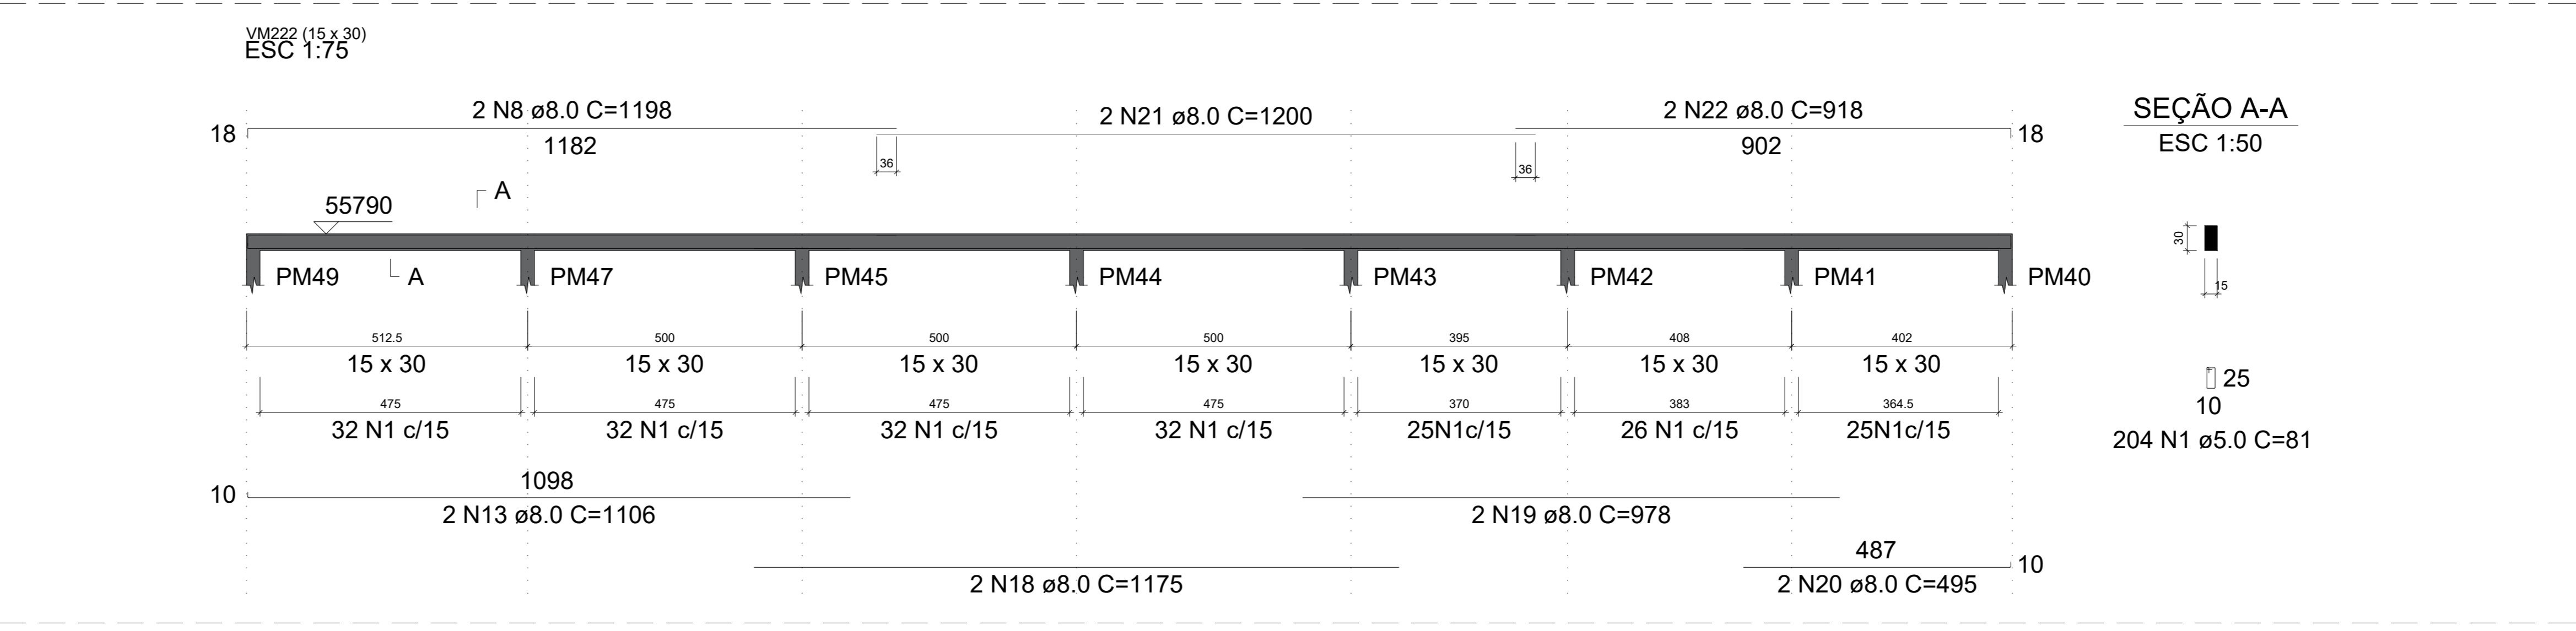 VM222 (15 x 30)
ESC 1:75
2 N8 ø8.0 C=1198
2 N21 ø8.0 C=1200
2 N22 ø8.0 C=918
SEÇÃO A-A
18
18
1182
902
ESC 1:50
36
36
A
55790
30
PM49
A
PM47
PM45
PM44
PM43
PM42
PM41
PM40
15
512.5
500
500
500
395
408
402
15 x 30
15 x 30
15 x 30
15 x 30
15 x 30
15 x 30
15 x 30
25
475
475
475
475
370
383
364.5
10
32 N1 c/15
32 N1 c/15
32 N1 c/15
32 N1 c/15
25N1c/15
26 N1 c/15
25N1c/15
204 N1 ø5.0 C=81
1098
10
2 N13 ø8.0 C=1106
2 N19 ø8.0 C=978
487
10
2 N18 ø8.0 C=1175
2 N20 ø8.0 C=495